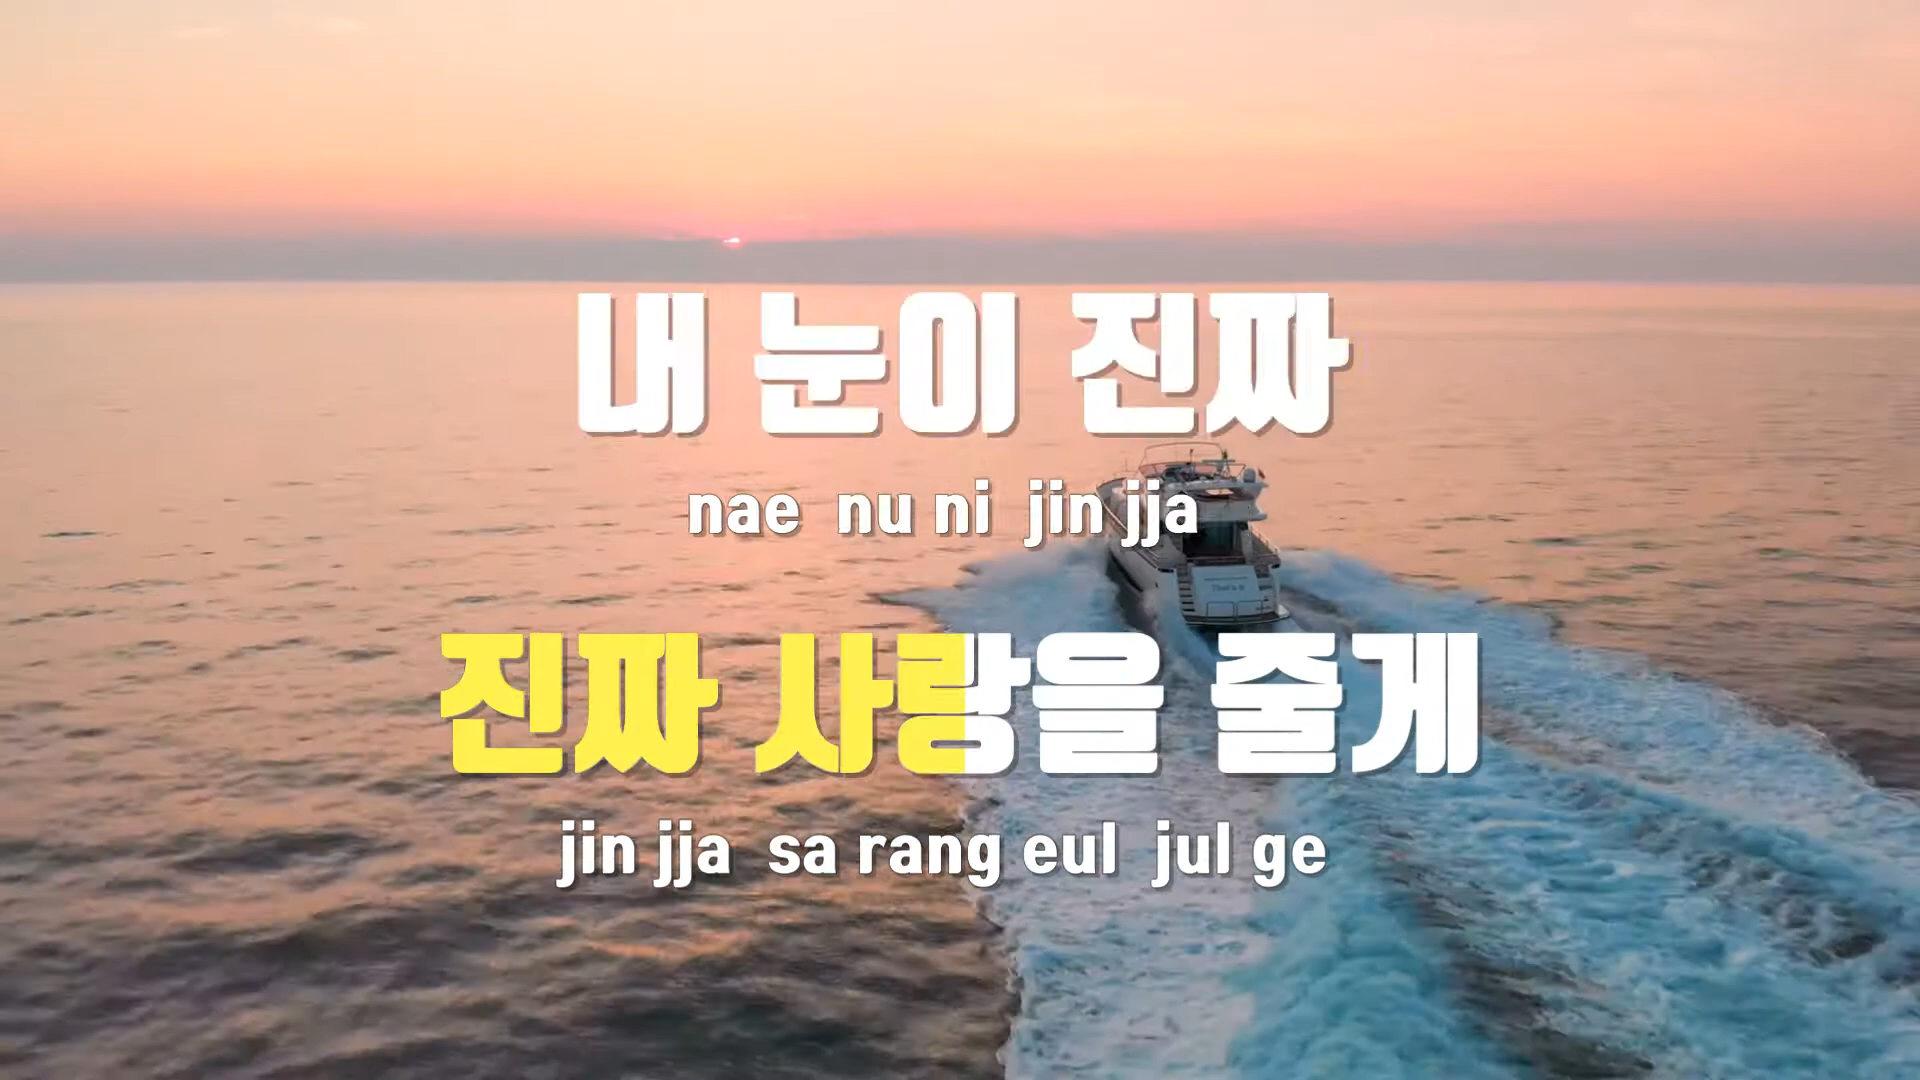 내 눈이 진짜
nae nu ni jin jja
진짜 사랑을 줄게
jin jja sa rang eul jul ge